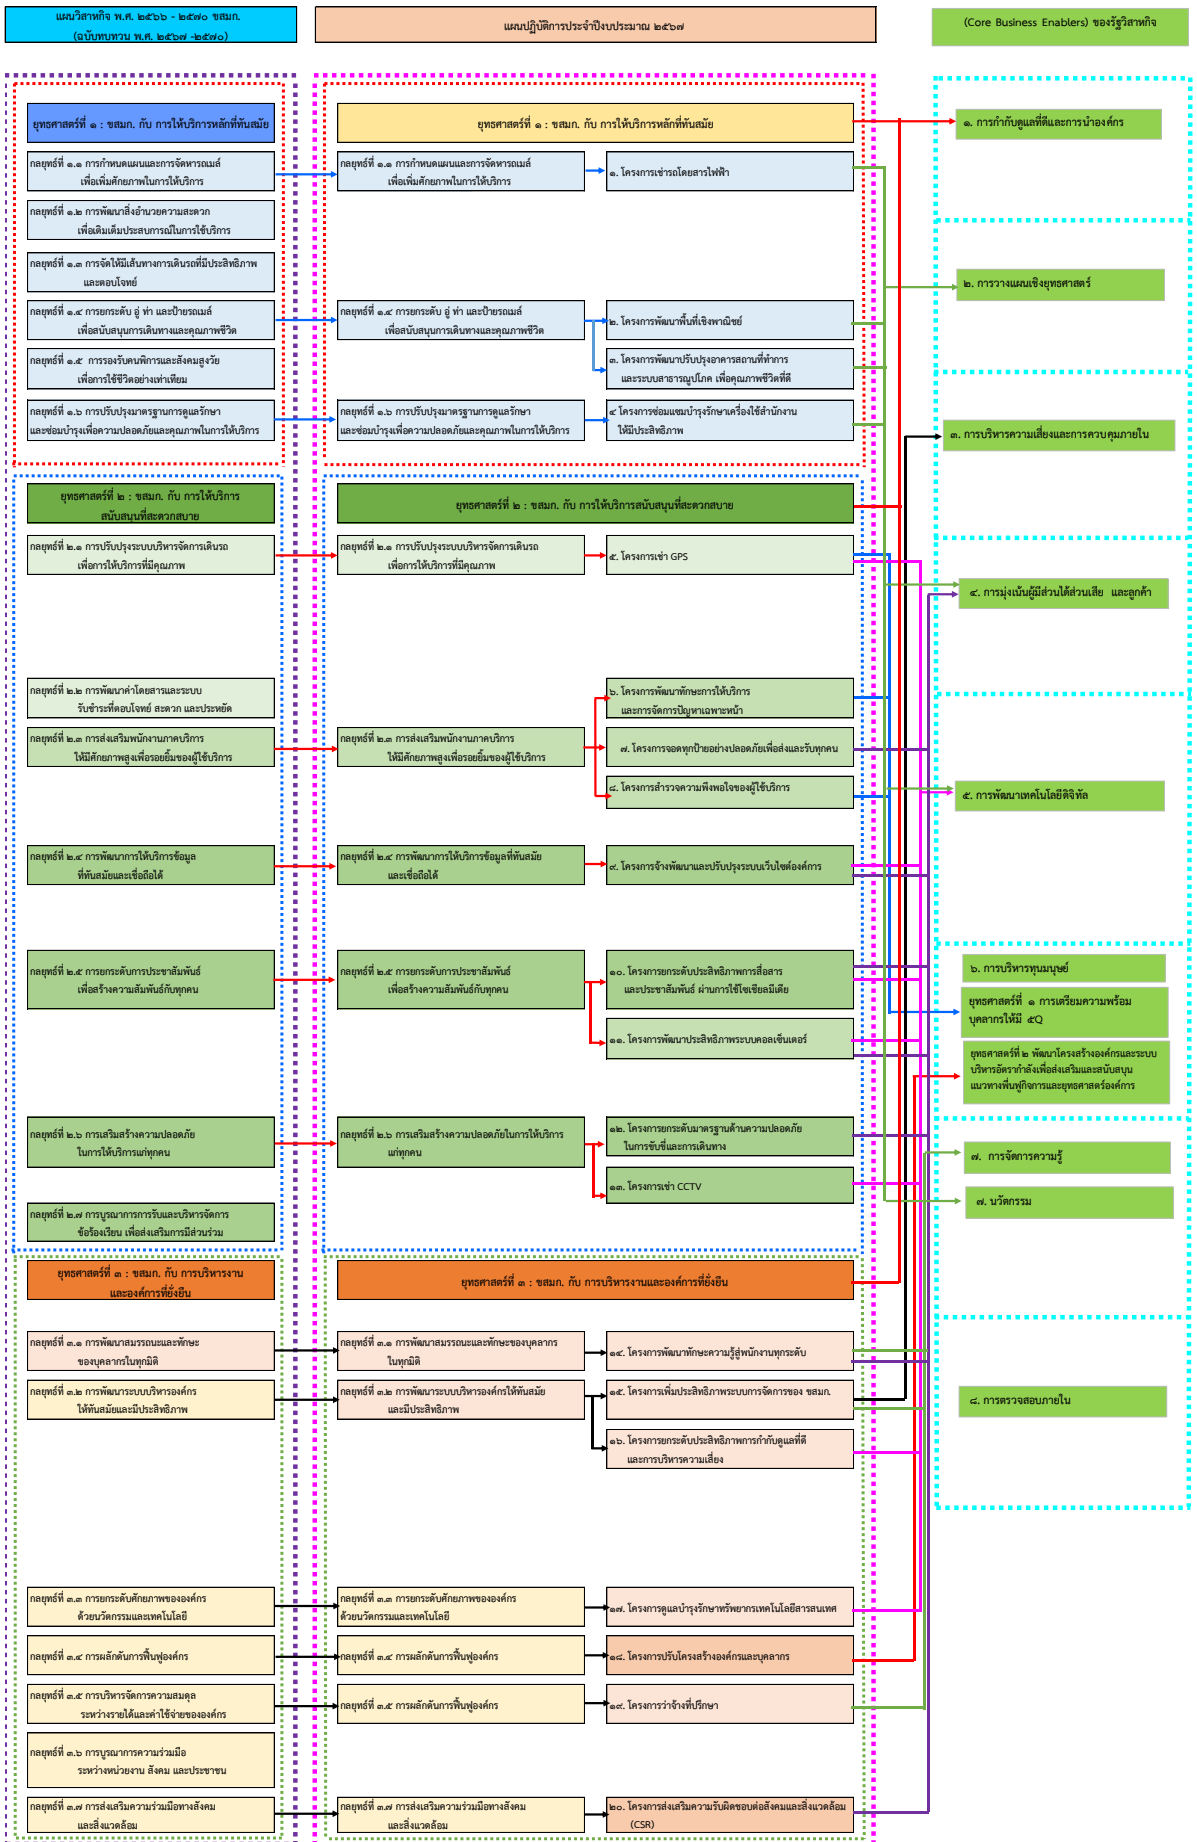 แผนวิสาหกิจ พ.ศ. ๒๕๖๖ - ๒๕๗๐ ขสมก.
(ฉบับทบทวน พ.ศ. ๒๕๖๗ -๒๕๗๐)
แผนปฏิบัติการประจำปีงบประมาณ ๒๕๖๗
(Core Business Enablers) ของรัฐวิสาหกิจ
ยุทธศาสตร์ที่ ๑ : ขสมก. กับ การให้บริการหลักที่ทันสมัย
ยุทธศาสตร์ที่ ๑ : ขสมก. กับ การให้บริการหลักที่ทันสมัย
๑. การกำกับดูแลที่ดีและการนำองค์กร
กลยุทธ์ที่ ๑.๑ การกำหนดแผนและการจัดหารถเมล์
เพื่อเพิ่มศักยภาพในการให้บริการ
กลยุทธ์ที่ ๑.๑ การกำหนดแผนและการจัดหารถเมล์
เพื่อเพิ่มศักยภาพในการให้บริการ
๑. โครงการเช่ารถโดยสารไฟฟ้า
กลยุทธ์ที่ ๑.๒ การพัฒนาสิ่งอำนวยความสะดวก
เพื่อเติมเต็มประสบการณ์ในการใช้บริการ
กลยุทธ์ที่ ๑.๓ การจัดให้มีเส้นทางการเดินรถที่มีประสิทธิภาพ
และตอบโจทย์
๒. การวางแผนเชิงยุทธศาสตร์
กลยุทธ์ที่ ๑.๔ การยกระดับ อู่ ท่า และป้ายรถเมล์
เพื่อสนับสนุนการเดินทางและคุณภาพชีวิต
กลยุทธ์ที่ ๑.๔ การยกระดับ อู่ ท่า และป้ายรถเมล์
เพื่อสนับสนุนการเดินทางและคุณภาพชีวิต
๒. โครงการพัฒนาพื้นที่เชิงพาณิชย์
กลยุทธ์ที่ ๑.๕ การรองรับคนพิการและสังคมสูงวัย
เพื่อการใช้ชีวิตอย่างเท่าเทียม
๓. โครงการพัฒนาปรับปรุงอาคารสถานที่ทำการ
และระบบสาธารณูปโภค เพื่อคุณภาพชีวิตที่ดี
กลยุทธ์ที่ ๑.๖ การปรับปรุงมาตรฐานการดูแลรักษา
และซ่อมบำรุงเพื่อความปลอดภัยและคุณภาพในการให้บริการ
กลยุทธ์ที่ ๑.๖ การปรับปรุงมาตรฐานการดูแลรักษา
และซ่อมบำรุงเพื่อความปลอดภัยและคุณภาพในการให้บริการ
๔ โครงการซ่อมแซมบำรุงรักษาเครื่องใช้สำนักงาน
ให้มีประสิทธิภาพ
๓. การบริหารความเสี่ยงและการควบคุมภายใน
ยุทธศาสตร์ที่ ๒ : ขสมก. กับ การให้บริการ
สนับสนุนที่สะดวกสบาย
ยุทธศาสตร์ที่ ๒ : ขสมก. กับ การให้บริการสนับสนุนที่สะดวกสบาย
กลยุทธ์ที่ ๒.๑ การปรับปรุงระบบบริหารจัดการเดินรถ
เพื่อการให้บริการที่มีคุณภาพ
กลยุทธ์ที่ ๒.๑ การปรับปรุงระบบบริหารจัดการเดินรถ
เพื่อการให้บริการที่มีคุณภาพ
๕. โครงการเช่า GPS
๔. การมุ่งเน้นผู้มีส่วนได้ส่วนเสีย และลูกค้า
กลยุทธ์ที่ ๒.๒ การพัฒนาค่าโดยสารและระบบ
รับชำระที่ตอบโจทย์ สะดวก และประหยัด
๖. โครงการพัฒนาทักษะการให้บริการ
และการจัดการปัญหาเฉพาะหน้า
กลยุทธ์ที่ ๒.๓ การส่งเสริมพนักงานภาคบริการ
ให้มีศักยภาพสูงเพื่อรอยยิ้มของผู้ใช้บริการ
กลยุทธ์ที่ ๒.๓ การส่งเสริมพนักงานภาคบริการ
ให้มีศักยภาพสูงเพื่อรอยยิ้มของผู้ใช้บริการ
๗. โครงการจอดทุกป้ายอย่างปลอดภัยเพื่อส่งและรับทุกคน
๘. โครงการสำรวจความพึงพอใจของผู้ใช้บริการ
๕. การพัฒนาเทคโนโลยีดิจิทัล
กลยุทธ์ที่ ๒.๔ การพัฒนาการให้บริการข้อมูล
ที่ทันสมัยและเชื่อถือได้
กลยุทธ์ที่ ๒.๔ การพัฒนาการให้บริการข้อมูลที่ทันสมัย
และเชื่อถือได้
๙. โครงการจ้างพัฒนาและปรับปรุงระบบเว็บไซต์องค์การ
กลยุทธ์ที่ ๒.๕ การยกระดับการประชาสัมพันธ์
เพื่อสร้างความสัมพันธ์กับทุกคน
กลยุทธ์ที่ ๒.๕ การยกระดับการประชาสัมพันธ์
เพื่อสร้างความสัมพันธ์กับทุกคน
๑๐. โครงการยกระดับประสิทธิภาพการสื่อสาร
และประชาสัมพันธ์ ผ่านการใช้โซเชียลมีเดีย
๖. การบริหารทุนมนุษย์
ยุทธศาสตร์ที่ ๑ การเตรียมความพร้อม
บุคลากรให้มี ๕Q
๑๑. โครงการพัฒนาประสิทธิภาพระบบคอลเซ็นเตอร์
ยุทธศาสตร์ที่ ๒ พัฒนาโครงสร้างองค์กรและระบบ
บริหารอัตรากำลังเพื่อส่งเสริมและสนับสนุน
แนวทางฟื้นฟูกิจการและยุทธศาสตร์องค์การ
กลยุทธ์ที่ ๒.๖ การเสริมสร้างความปลอดภัย
ในการให้บริการแก่ทุกคน
กลยุทธ์ที่ ๒.๖ การเสริมสร้างความปลอดภัยในการให้บริการ
แก่ทุกคน
๑๒. โครงการยกระดับมาตรฐานด้านความปลอดภัย
ในการขับขี่และการเดินทาง
๗. การจัดการความรู้
๑๓. โครงการเช่า CCTV
๗. นวัตกรรม
กลยุทธ์ที่ ๒.๗ การบูรณาการการรับและบริหารจัดการ
ข้อร้องเรียน เพื่อส่งเสริมการมีส่วนร่วม
ยุทธศาสตร์ที่ ๓ : ขสมก. กับ การบริหารงาน
และองค์การที่ยั่งยืน
ยุทธศาสตร์ที่ ๓ : ขสมก. กับ การบริหารงานและองค์การที่ยั่งยืน
กลยุทธ์ที่ ๓.๑ การพัฒนาสมรรถนะและทักษะ
ของบุคลากรในทุกมิติ
กลยุทธ์ที่ ๓.๑ การพัฒนาสมรรถนะและทักษะของบุคลากร
ในทุกมิติ
๑๔. โครงการพัฒนาทักษะความรู้สู่พนักงานทุกระดับ
กลยุทธ์ที่ ๓.๒ การพัฒนาระบบบริหารองค์กร
ให้ทันสมัยและมีประสิทธิภาพ
กลยุทธ์ที่ ๓.๒ การพัฒนาระบบบริหารองค์กรให้ทันสมัย
และมีประสิทธิภาพ
๑๕. โครงการเพิ่มประสิทธิภาพระบบการจัดการของ ขสมก.
๘. การตรวจสอบภายใน
๑๖. โครงการยกระดับประสิทธิภาพการกำกับดูแลที่ดี
และการบริหารความเสี่ยง
กลยุทธ์ที่ ๓.๓ การยกระดับศักยภาพขององค์กร
ด้วยนวัตกรรมและเทคโนโลยี
กลยุทธ์ที่ ๓.๓ การยกระดับศักยภาพขององค์กร
ด้วยนวัตกรรมและเทคโนโลยี
๑๗. โครงการดูแลบำรุงรักษาทรัพยากรเทคโนโลยีสารสนเทศ
กลยุทธ์ที่ ๓.๔ การผลักดันการฟื้นฟูองค์กร
กลยุทธ์ที่ ๓.๔ การผลักดันการฟื้นฟูองค์กร
๑๘. โครงการปรับโครงสร้างองค์กรและบุคลากร
กลยุทธ์ที่ ๓.๕ การบริหารจัดการความสมดุล
ระหว่างรายได้และค่าใช้จ่ายขององค์กร
กลยุทธ์ที่ ๓.๕ การผลักดันการฟื้นฟูองค์กร
๑๙. โครงการว่าจ้างที่ปรึกษา
กลยุทธ์ที่ ๓.๖ การบูรณาการความร่วมมือ
ระหว่างหน่วยงาน สังคม และประชาชน
กลยุทธ์ที่ ๓.๗ การส่งเสริมความร่วมมือทางสังคม
และสิ่งแวดล้อม
กลยุทธ์ที่ ๓.๗ การส่งเสริมความร่วมมือทางสังคม
และสิ่งแวดล้อม
๒๐. โครงการส่งเสริมความรับผิดชอบต่อสังคมและสิ่งแวดล้อม
(CSR)